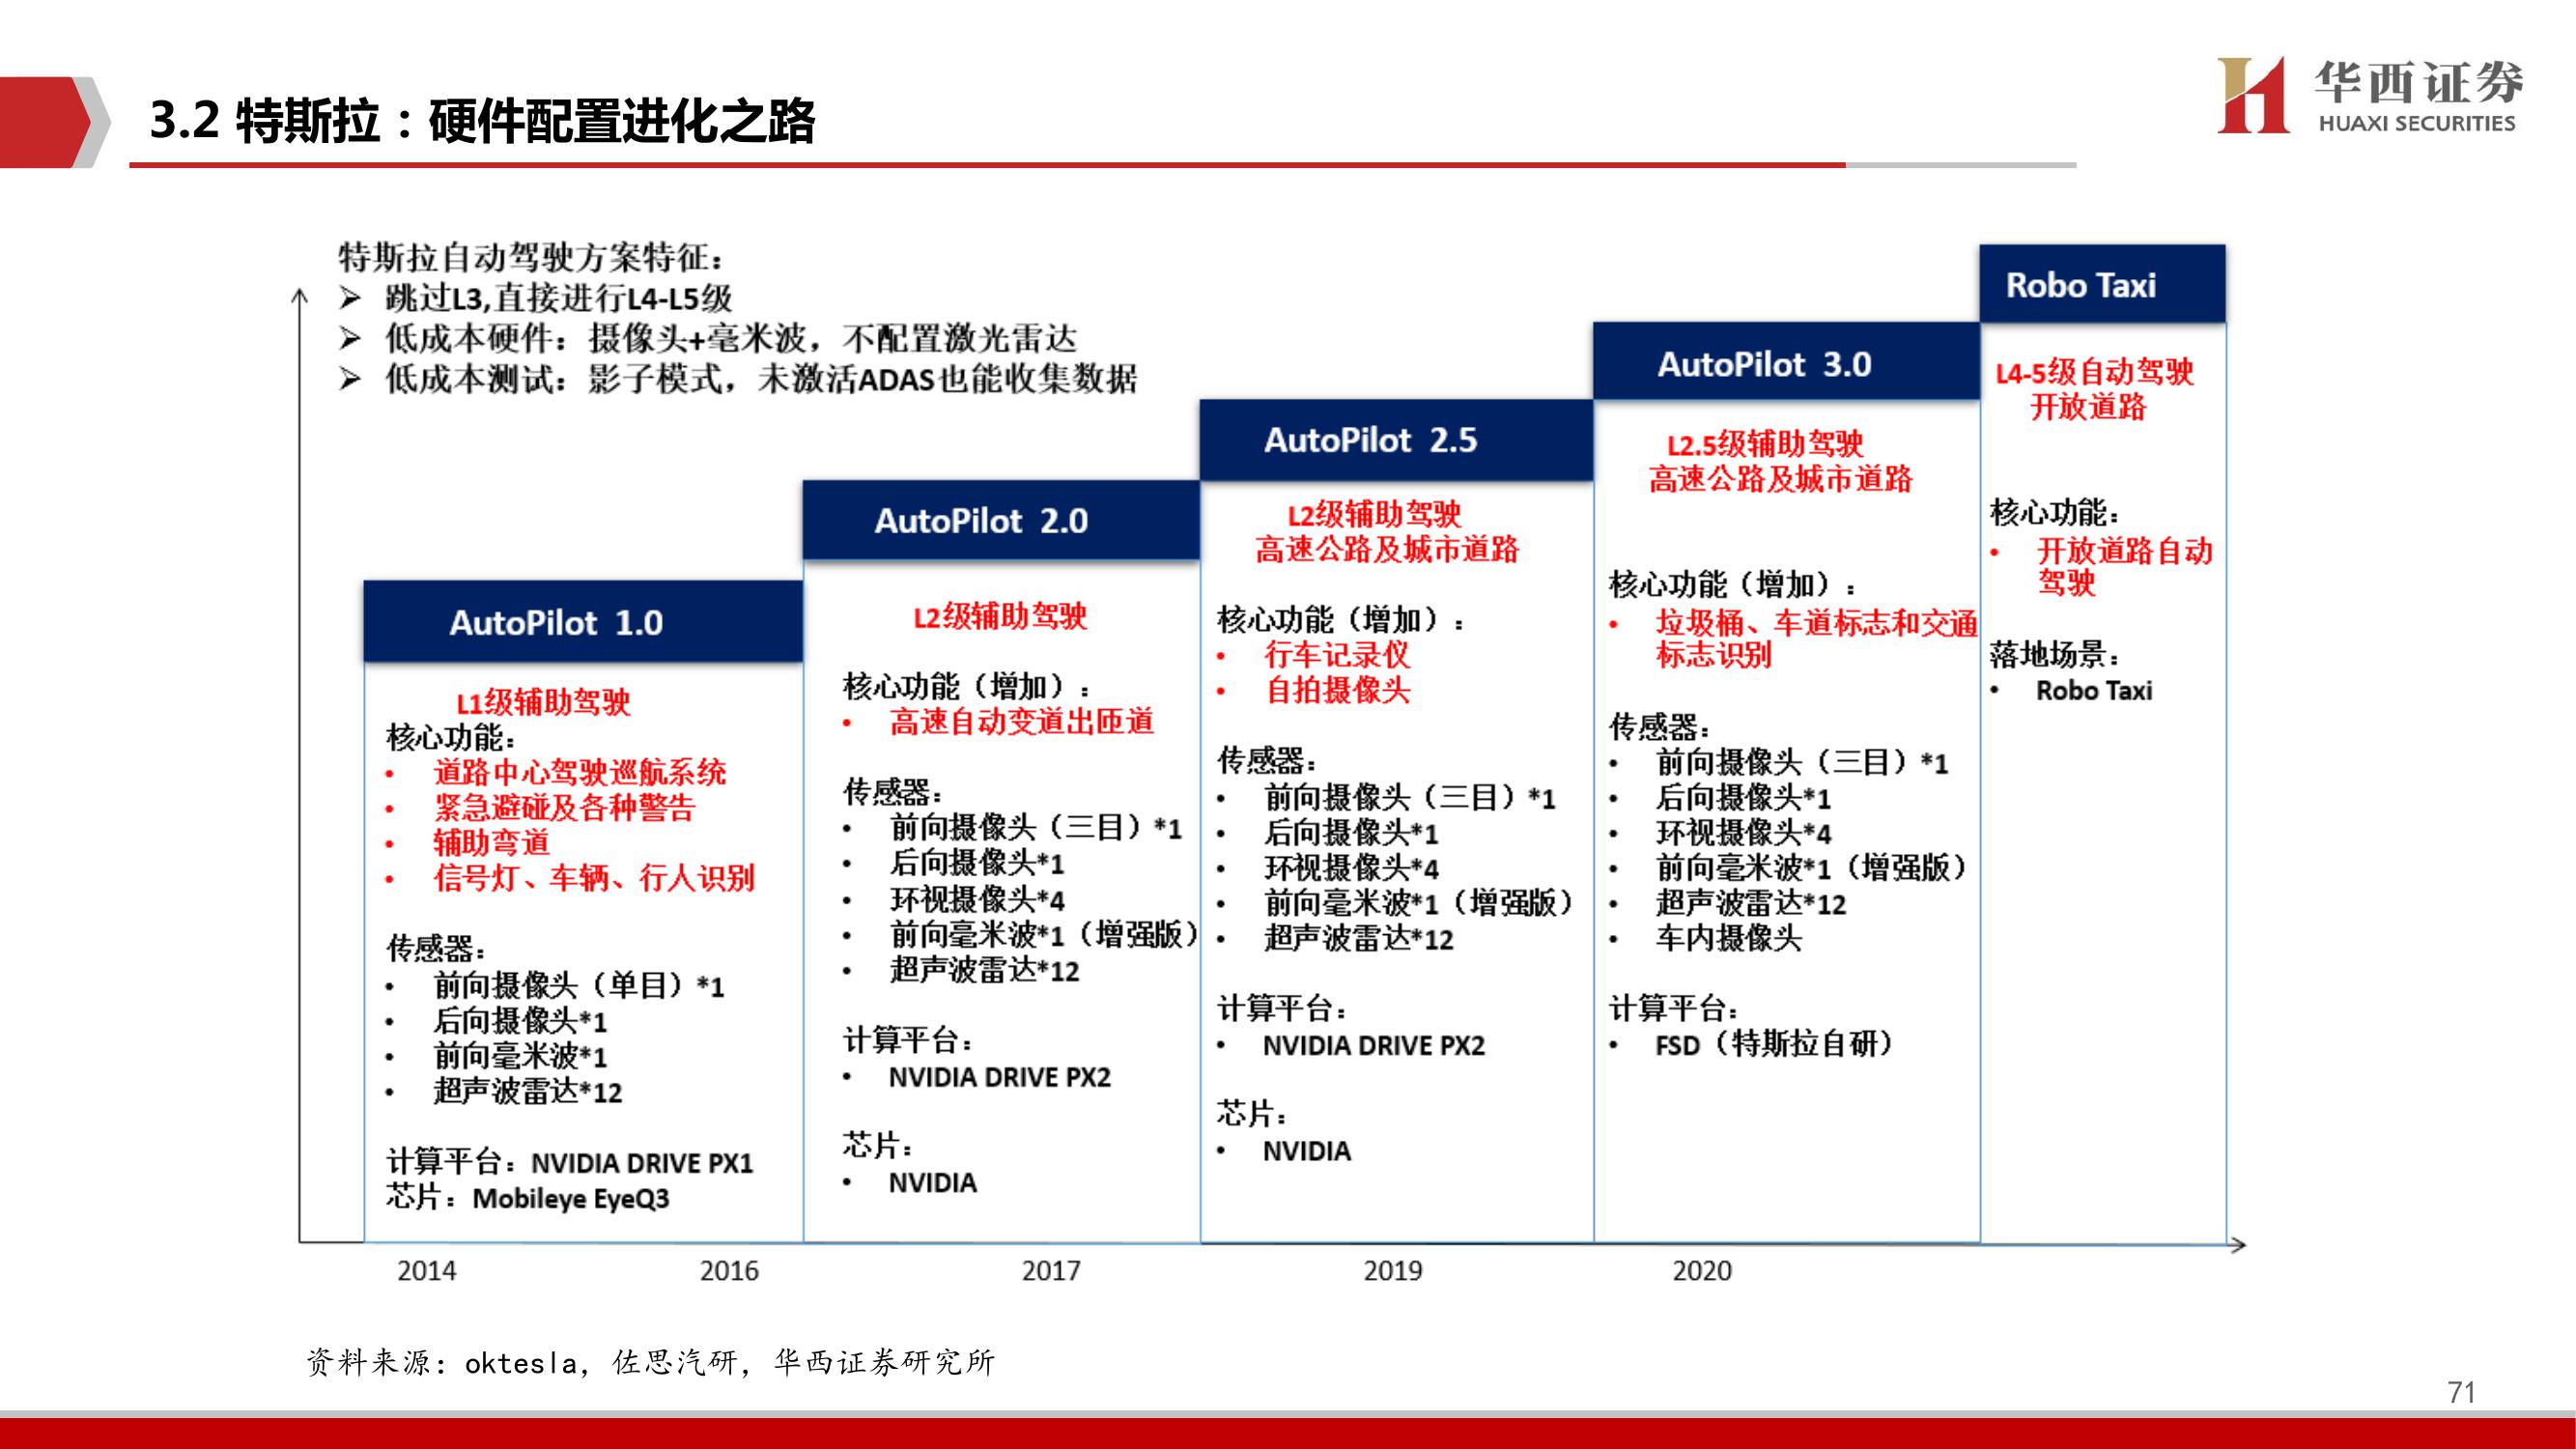 3.2 特斯拉：硬件配置进化之路
华西证券
HUAXI SECURITIES
特斯拉自动驾驶方案特征：
➢ 跳过L3,直接进行L4-L5级
➢ 低成本硬件：摄像头+毫米波，不配置激光雷达
➢ 低成本测试：影子模式，未激活ADAS也能收集数据
AutoPilot 1.0
L1级辅助驾驶
核心功能：
• 道路中心驾驶巡航系统
• 紧急避碰及各种警告
• 辅助弯道
• 信号灯、车辆、行人识别
传感器：
• 前向摄像头（单目）*1
• 后向摄像头*1
• 前向毫米波*1
• 超声波雷达*12
计算平台：NVIDIA DRIVE PX1
芯片：Mobileye EyeQ3
AutoPilot 2.0
L2级辅助驾驶
核心功能（增加）：
• 高速自动变道出匝道
传感器：
• 前向摄像头（三目）*1
• 后向摄像头*1
• 环视摄像头*4
• 前向毫米波*1（增强版）
• 超声波雷达*12
计算平台：
• NVIDIA DRIVE PX2
芯片：
• NVIDIA
AutoPilot 2.5
L2级辅助驾驶
高速公路及城市道路
核心功能（增加）：
• 行车记录仪
• 自拍摄像头
传感器：
• 前向摄像头（三目）*1
• 后向摄像头*1
• 环视摄像头*4
• 前向毫米波*1（增强版）
• 超声波雷达*12
计算平台：
• NVIDIA DRIVE PX2
芯片：
• NVIDIA
AutoPilot 3.0
L2.5级辅助驾驶
高速公路及城市道路
核心功能（增加）：
• 垃圾桶、车道标志和交通
标志识别
传感器：
• 前向摄像头（三目）*1
• 后向摄像头*1
• 环视摄像头*4
• 前向毫米波*1（增强版）
• 超声波雷达*12
• 车内摄像头
计算平台：
• FSD（特斯拉自研）
Robo Taxi
L4-5级自动驾驶
开放道路
核心功能：
• 开放道路自动
驾驶
落地场景：
• Robo Taxi
2014 2016 2017 2019 2020
资料来源：oktesla，佐思汽研，华西证券研究所
71